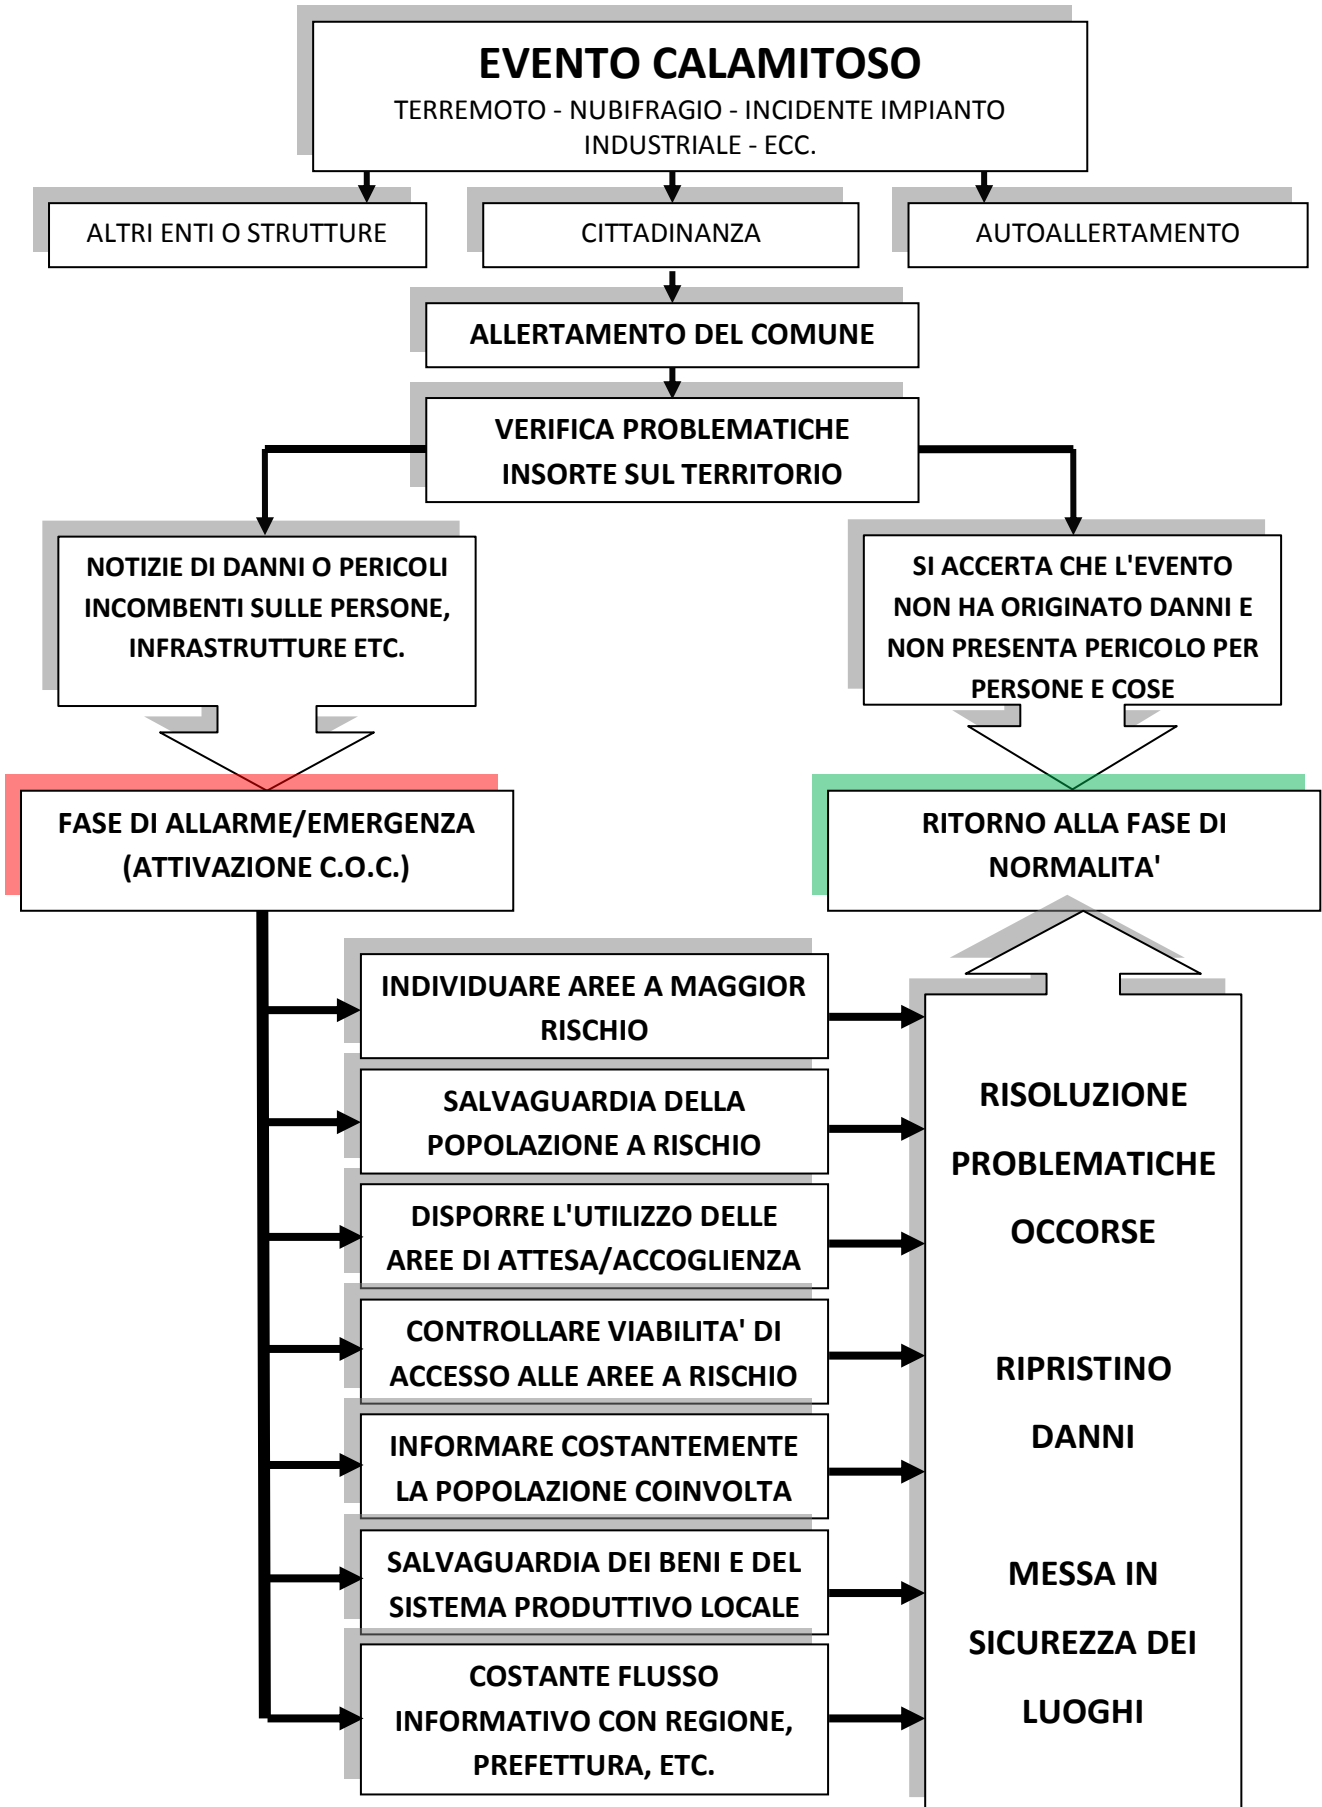 EVENTO CALAMITOSO
TERREMOTO - NUBIFRAGIO - INCIDENTE IMPIANTO
INDUSTRIALE - ECC.
ALTRI ENTI O STRUTTURE
CITTADINANZA
AUTOALLERTAMENTO
ALLERTAMENTO DEL COMUNE
VERIFICA PROBLEMATICHE
INSORTE SUL TERRITORIO
NOTIZIE DI DANNI O PERICOLI
INCOMBENTI SULLE PERSONE,
INFRASTRUTTURE ETC.
SI ACCERTA CHE L'EVENTO
NON HA ORIGINATO DANNI E
NON PRESENTA PERICOLO PER
PERSONE E COSE
FASE DI ALLARME/EMERGENZA
(ATTIVAZIONE C.O.C.)
RITORNO ALLA FASE DI
NORMALITA'
INDIVIDUARE AREE A MAGGIOR
RISCHIO
SALVAGUARDIA DELLA
POPOLAZIONE A RISCHIO
DISPORRE L'UTILIZZO DELLE
AREE DI ATTESA/ACCOGLIENZA
CONTROLLARE VIABILITA' DI
ACCESSO ALLE AREE A RISCHIO
INFORMARE COSTANTEMENTE
LA POPOLAZIONE COINVOLTA
SALVAGUARDIA DEI BENI E DEL
SISTEMA PRODUTTIVO LOCALE
COSTANTE FLUSSO
INFORMATIVO CON REGIONE,
PREFETTURA, ETC.
RISOLUZIONE
PROBLEMATICHE
OCCORSE
RIPRISTINO
DANNI
MESSA IN
SICUREZZA DEI
LUOGHI